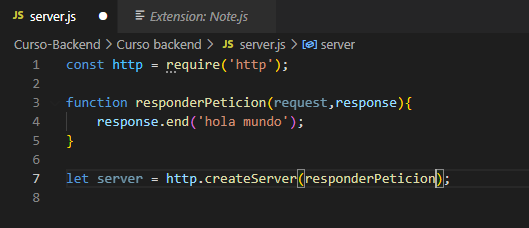 JS server.js ●
Extension: Note.js
Curso-Backend > Curso backend > JS server.js > server
1 const http = require('http');
2
3 function responderPeticion(request,response){
4 response.end('hola mundo');
5 }
6
7 let server = http.createServer(responderPeticion);
8